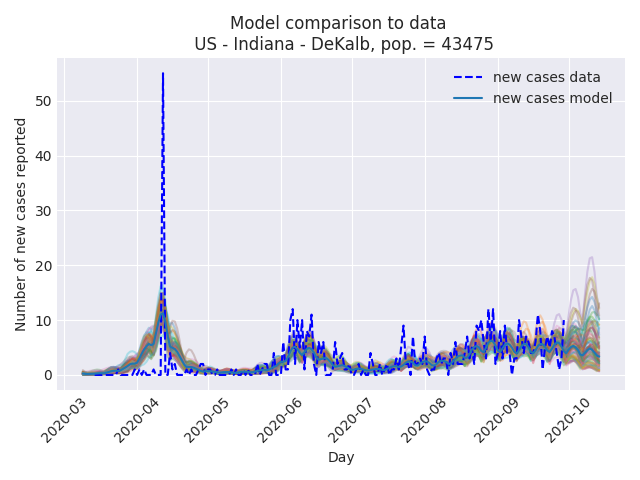 Model comparison to data
US - Indiana - DeKalb, pop. = 43475
new cases data
new cases model
Number of new cases reported
50
40
30
20
10
0
2020-03
2020-04
2020-05
2020-06
2020-07
2020-08
2020-09
2020-10
Day